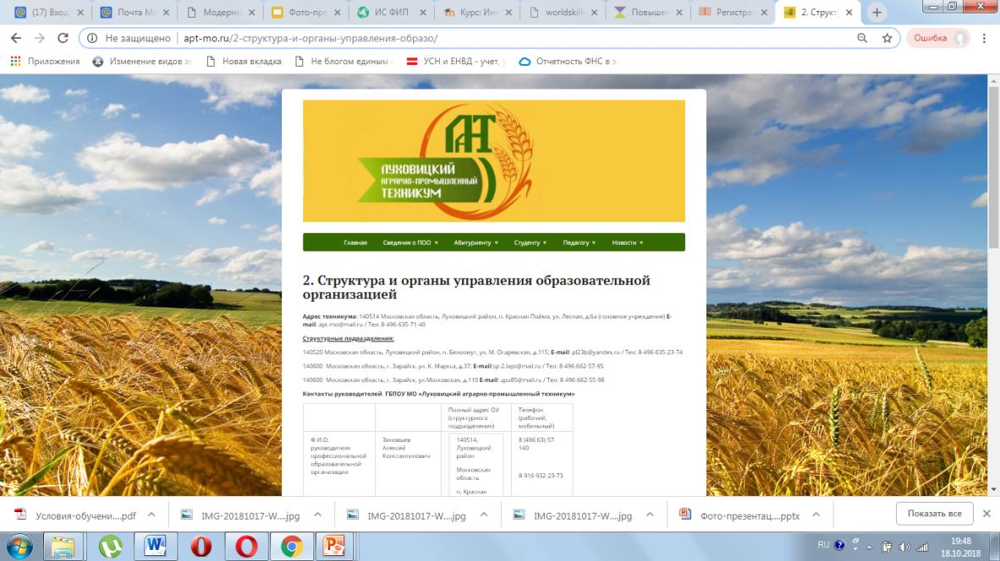 (17) Вход
Почта Ma
Модерни
Фото-пре
ИС ФИП
Курс: Ин
worldskill
Повышен
Регистра
2. Структ
Не защищено | apt-mo.ru/2-структура-и-органы-управления-образо/
Ошибка
Приложения
Изменение видов э
Новая вкладка
Не блогом единым
УСН и ЕНВД - учет, у
Отчетность ФНС в э
АПТ
ЛУХОВИЦКИЙ
АГРАРНО-ПРОМЫШЛЕННЫЙ
ТЕХНИКУМ
Главная Сведения о ПОО Абитуриенту Студенту Педагогу Новости
2. Структура и органы управления образовательной
организацией
Адрес техникума: 140514 Московская область, Луховицкий район, п. Красная Пойма, ул. Лесная, д.6а (головное учреждение) E-
mail: apt-mo@mail.ru / Тел: 8-496-635-71-40
Структурные подразделения:
140520 Московская область, Луховицкий район, п. Белоомут, ул. М. Огаревская, д.115; E-mail: pl23b@yandex.ru / Тел: 8-496-635-23-74
140600 Московская область, г. Зарайск, ул. К. Маркса, д.37; E-mail:sp-2.lapt@mail.ru / Тел: 8-496-662-57-95
140600 Московская область, г. Зарайск, ул.Московская, д.110 E-mail: zpu85@mail.ru / Тел: 8-496-662-55-98
Контакты руководителей ГБПОУ МО «Луховицкий аграрно-промышленный техникум»
Полный адрес ОУ
(структурного
подразделения)
Телефон
(рабочий,
мобильный)
Ф.И.О.
руководителя
профессиональной
образовательной
организации
Зиновьев
Алексей
Константинович
140514,
Луховицкий
район
Московская
область
п. Красная
8 (496 63)-57-
140
8-916-932-23-73
Условия-обучени....pdf
IMG-20181017-W....jpg
IMG-20181017-W....jpg
IMG-20181017-W....jpg
Фото-презентац....pptx
Показать все
RU
19:48
18.10.2018